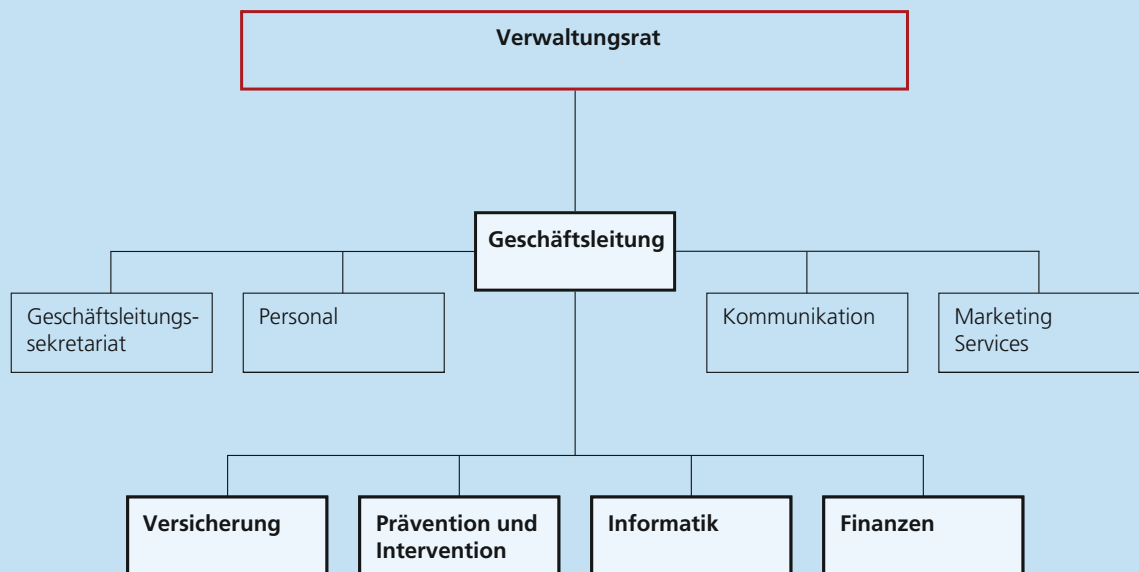 Verwaltungsrat
Geschäftsleitung
Geschäftsleitungs-
sekretariat
Personal
Kommunikation
Marketing
Services
Versicherung
Prävention und
Intervention
Informatik
Finanzen